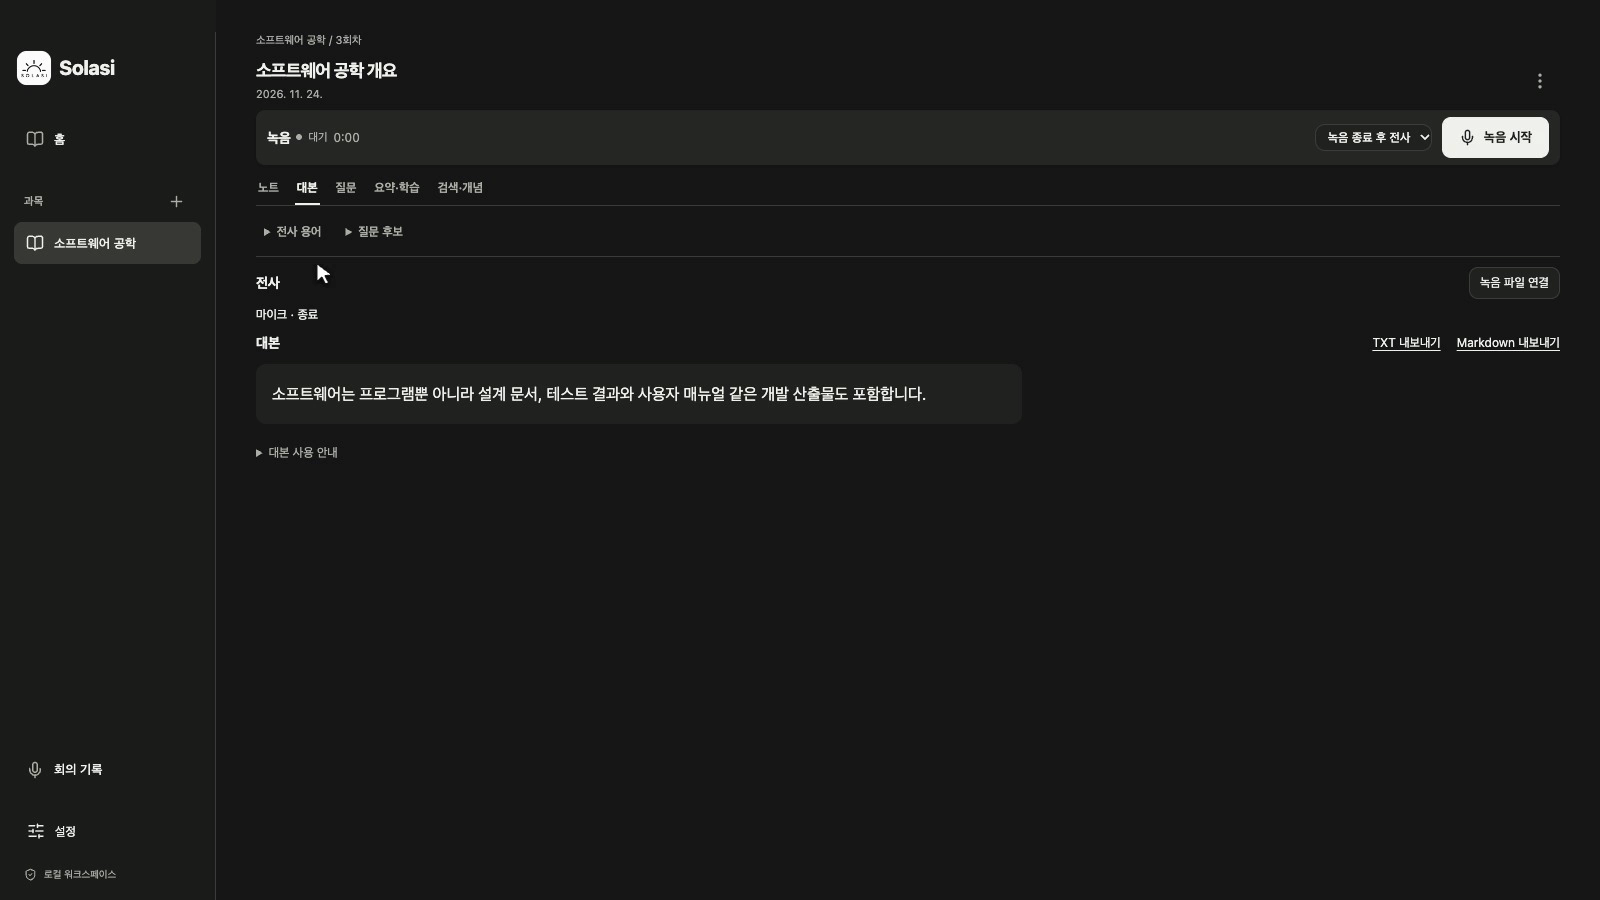 SOLASI
Solasi
홈
과목
소프트웨어 공학
회의 기록
설정
로컬 워크스페이스
소프트웨어 공학 / 3회차
소프트웨어 공학 개요
2026. 11. 24.
녹음 대기 0:00
녹음 종료 후 전사
녹음 시작
노트 대본 질문 요약·학습 검색·개념
전사 용어 질문 후보
전사
녹음 파일 연결
마이크 · 종료
대본
TXT 내보내기 Markdown 내보내기
소프트웨어는 프로그램뿐 아니라 설계 문서, 테스트 결과와 사용자 매뉴얼 같은 개발 산출물도 포함합니다.
대본 사용 안내